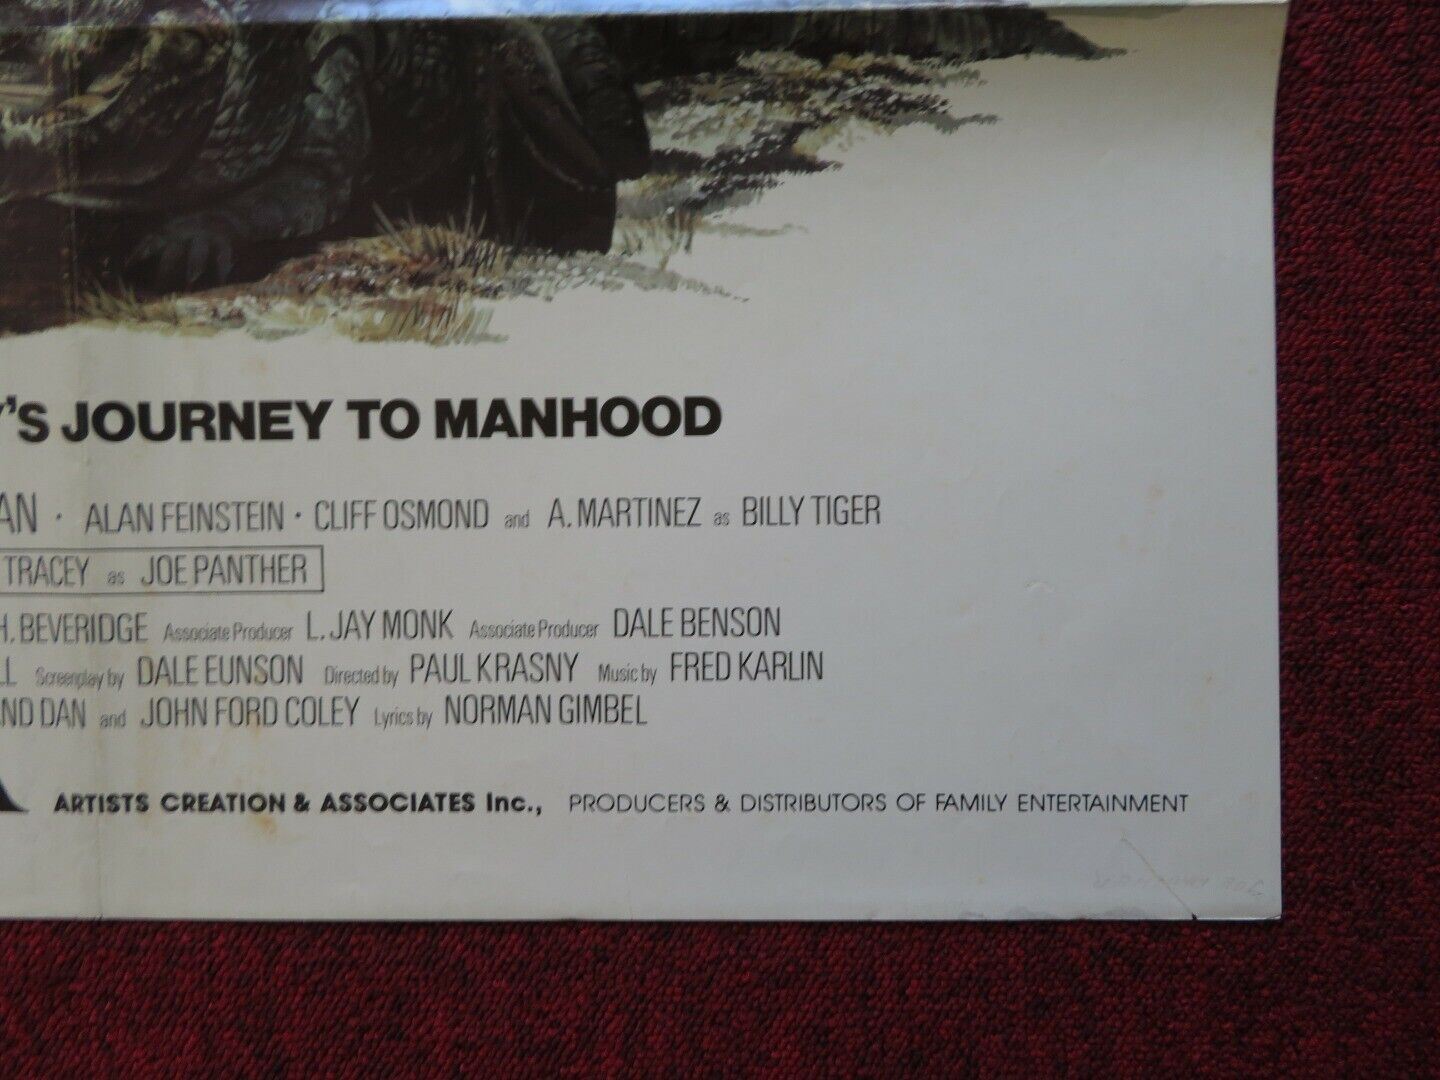 'S JOURNEY TO MANHOOD
AN · ALAN FEINSTEIN · CLIFF OSMOND and A. MARTINEZ as BILLY TIGER
TRACEY as JOE PANTHER
H. BEVERIDGE Associate Producer L. JAY MONK Associate Producer DALE BENSON
LL Screenplay by DALE EUNSON Directed by PAUL KRASNY Music by FRED KARLIN
ND DAN and JOHN FORD COLEY Lyrics by NORMAN GIMBEL
ARTISTS CREATION & ASSOCIATES Inc., PRODUCERS & DISTRIBUTORS OF FAMILY ENTERTAINMENT